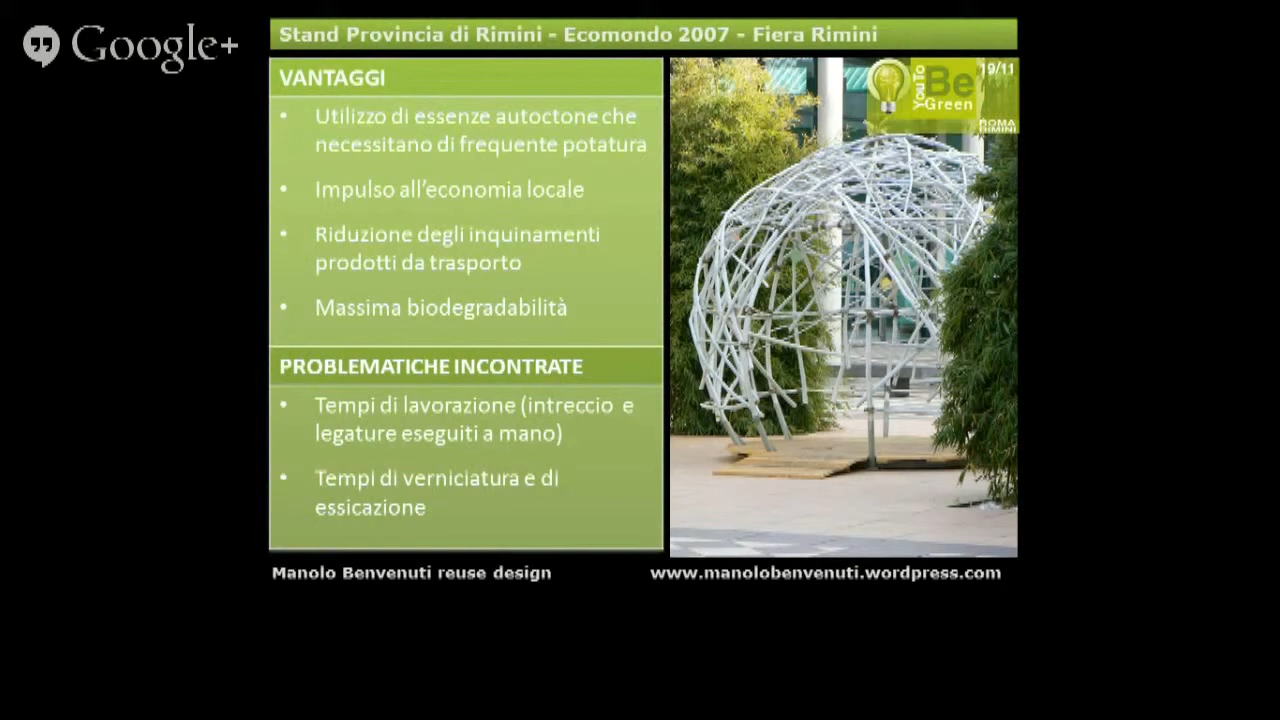 Google+
Stand Provincia di Rimini - Ecomondo 2007 - Fiera Rimini
VANTAGGI
• Utilizzo di essenze autoctone che
necessitano di frequente potatura
• Impulso all'economia locale
• Riduzione degli inquinamenti
prodotti da trasporto
• Massima biodegradabilità
PROBLEMATICHE INCONTRATE
• Tempi di lavorazione (intreccio e
legature eseguiti a mano)
• Tempi di verniciatura e di
essicazione
YouTo
Be
Green
19/11
ROMA
RIMINI
Manolo Benvenuti reuse design
www.manolobenvenuti.wordpress.com